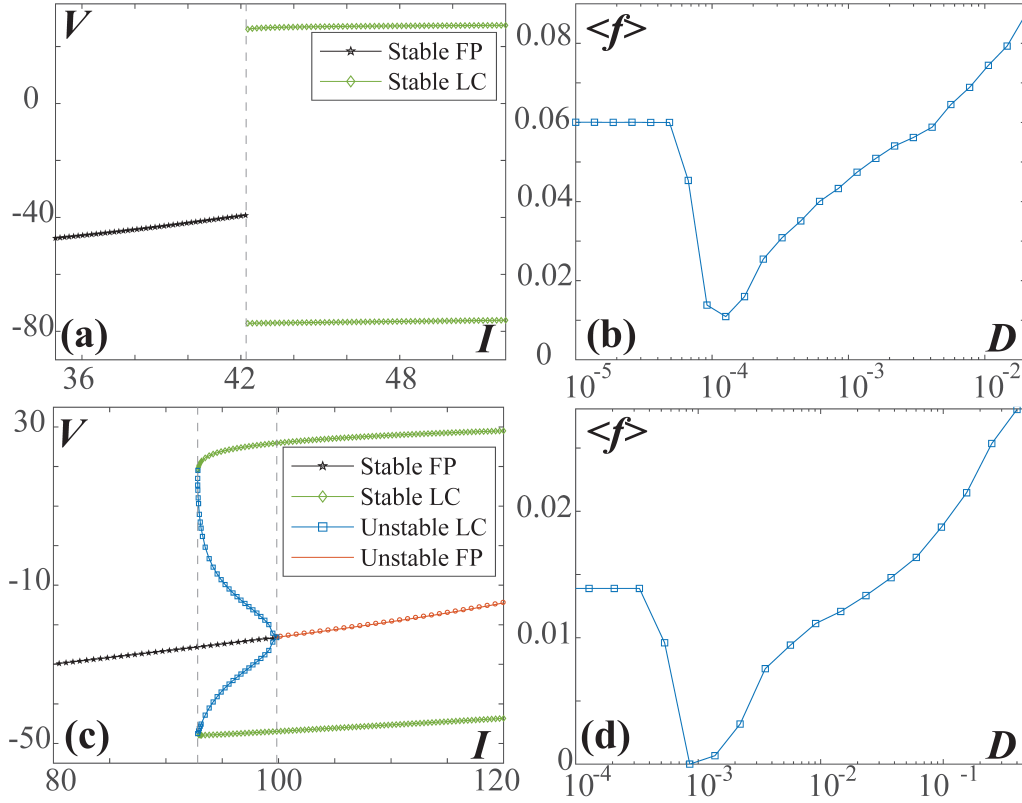 V
Stable FP
Stable LC
0
-40
-80
(a)
I
36
42
48
<f>
0.08
0.06
0.04
0.02
0
(b)
D
10^-5
10^-4
10^-3
10^-2
V
30
-10
-50
Stable FP
Stable LC
Unstable LC
Unstable FP
(c)
I
80
100
120
<f>
0.02
0.01
0
(d)
D
10^-4
10^-3
10^-2
10^-1